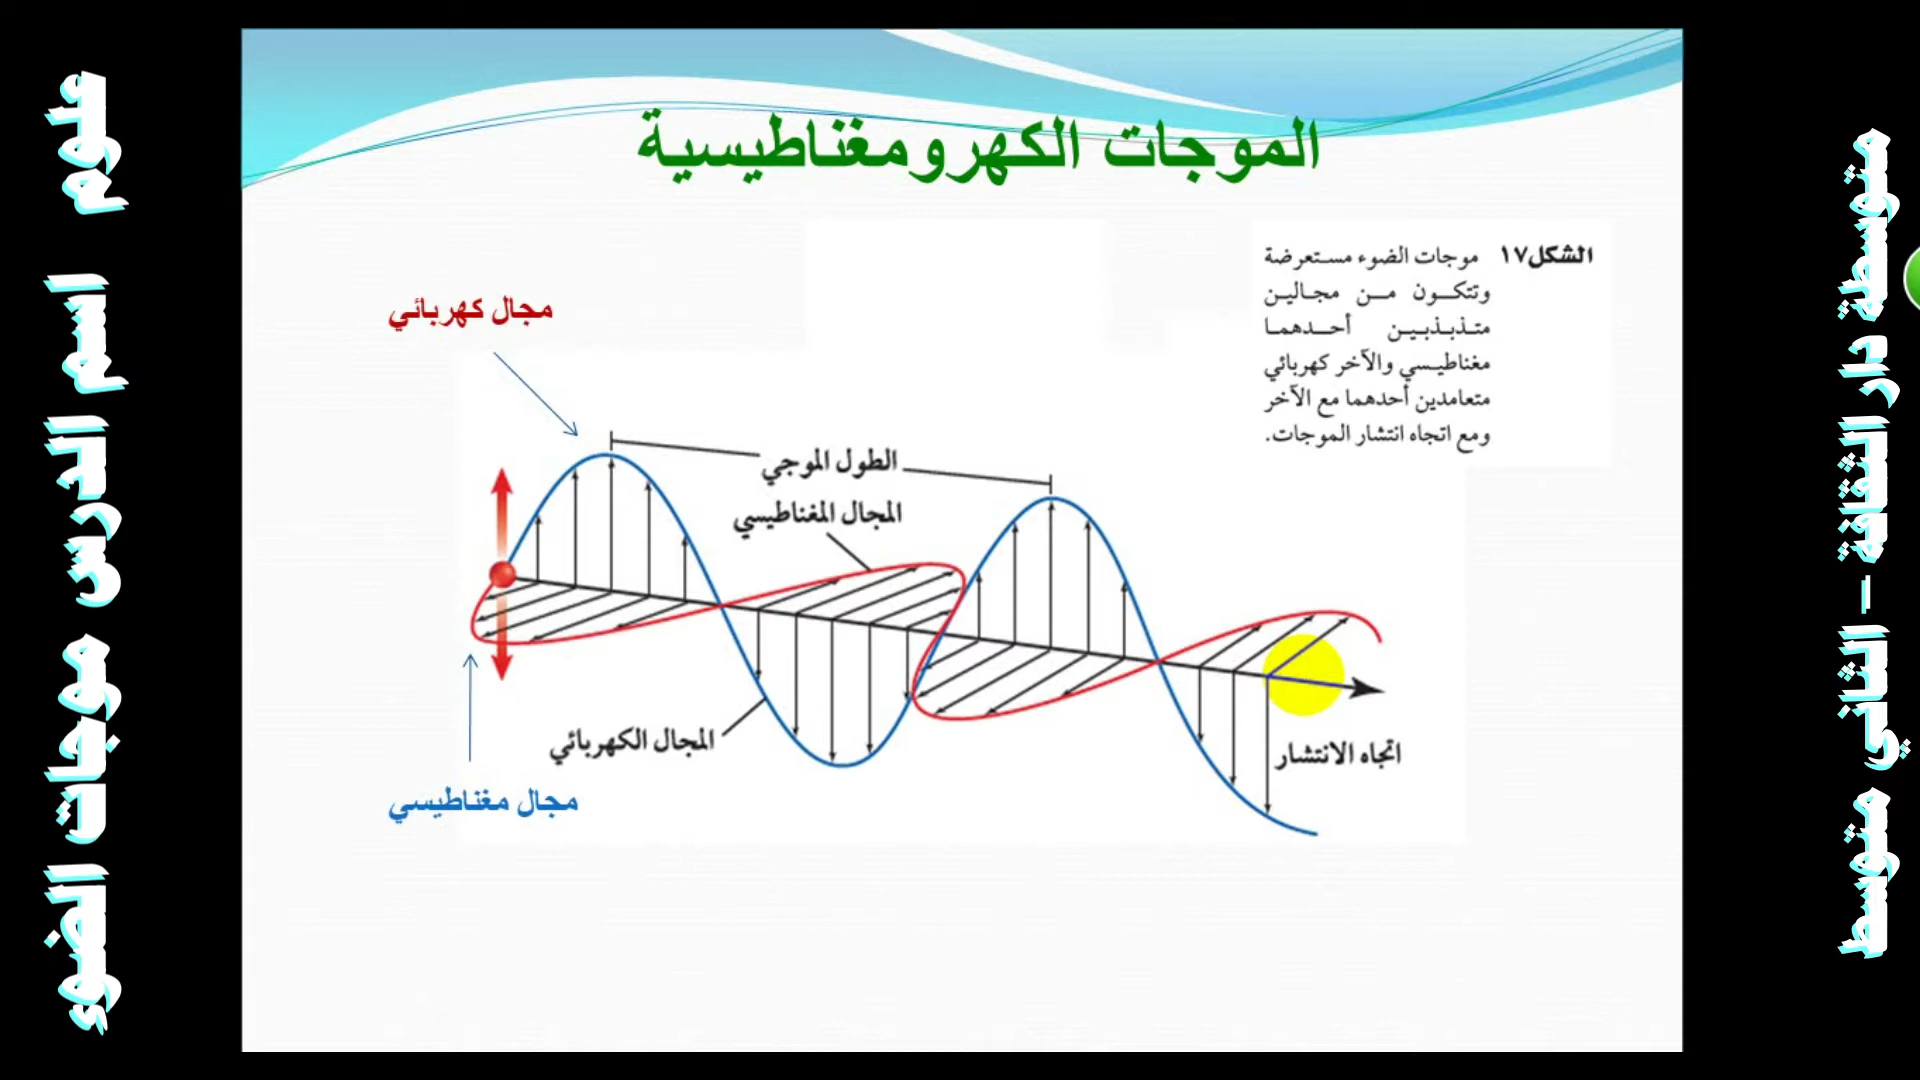 الموجات الكهرومغناطيسية
الشكل١٧ موجات الضوء مستعرضة
وتتكون من مجالين
متذبذبين أحدهما
مغناطيسي والآخر كهربائي
متعامدين أحدهما مع الآخر
ومع اتجاه انتشار الموجات.
مجال كهربائي
الطول الموجي
المجال المغناطيسي
المجال الكهربائي
اتجاه الانتشار
مجال مغناطيسي
متوسطة دار الثقافة – الثاني متوسط
علوم اسم الدرس موجات الضوء